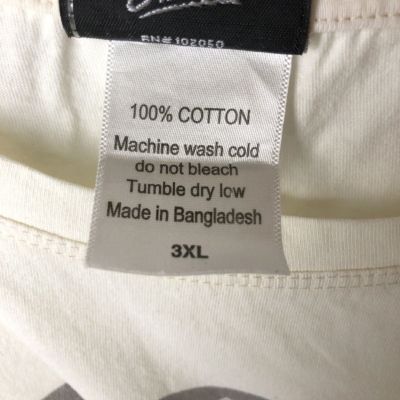 RN# 102050
100% COTTON
Machine wash cold
do not bleach
Tumble dry low
Made in Bangladesh
3XL